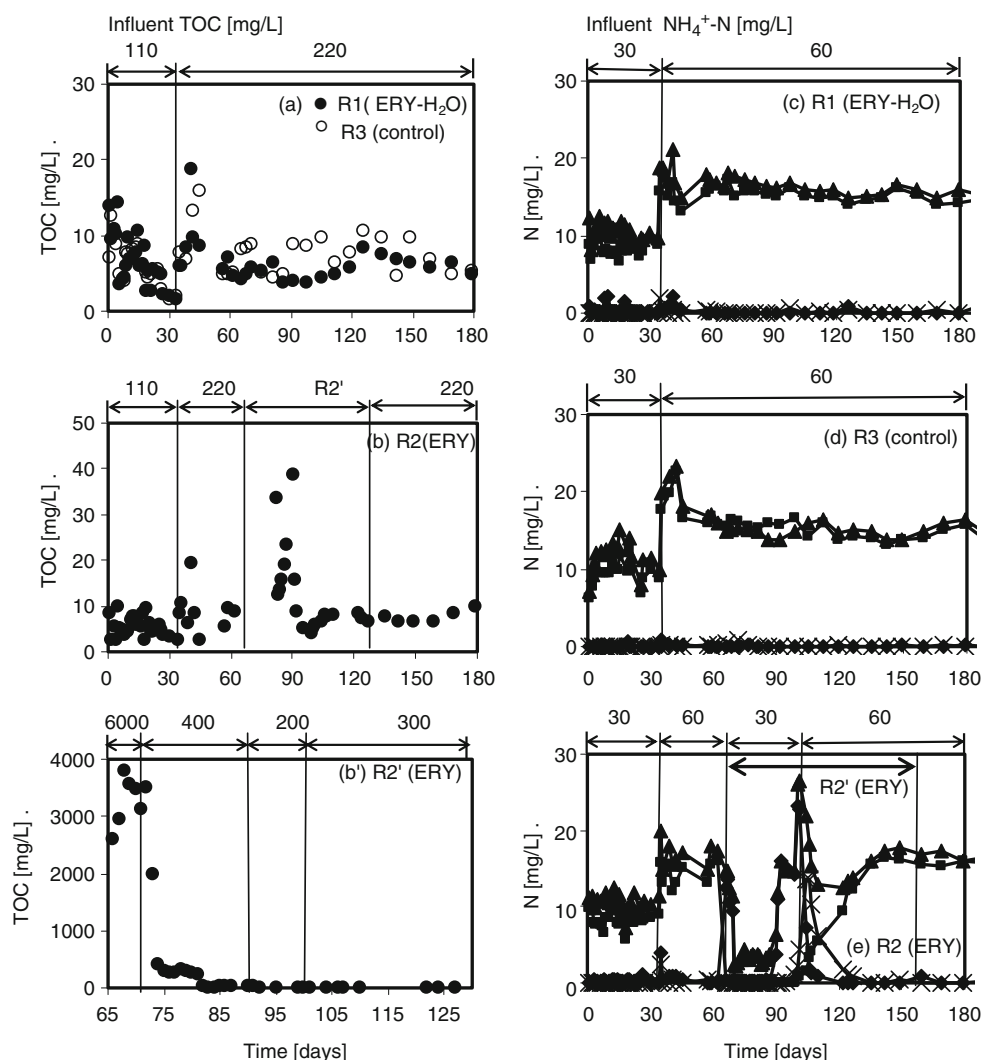 Influent TOC [mg/L]
110 220
30
20
10
0
TOC [mg/L] .
(a) R1( ERY-H₂O)
R3 (control)
0 30 60 90 120 150 180
Influent NH₄⁺-N [mg/L]
30 60
30
20
10
0
N [mg/L] .
(c) R1 (ERY-H₂O)
0 30 60 90 120 150 180
110 220 R2' 220
50
40
30
20
10
0
TOC [mg/L] .
(b) R2(ERY)
0 30 60 90 120 150 180
30 60
30
20
10
0
N [mg/L] .
(d) R3 (control)
0 30 60 90 120 150 180
6000 400 200 300
4000
3000
2000
1000
0
TOC [mg/L] .
(b') R2' (ERY)
65 75 85 95 105 115 125
Time [days]
30 60 30 60
30
20
10
0
N [mg/L] .
R2' (ERY)
(e) R2 (ERY)
0 30 60 90 120 150 180
Time [days]